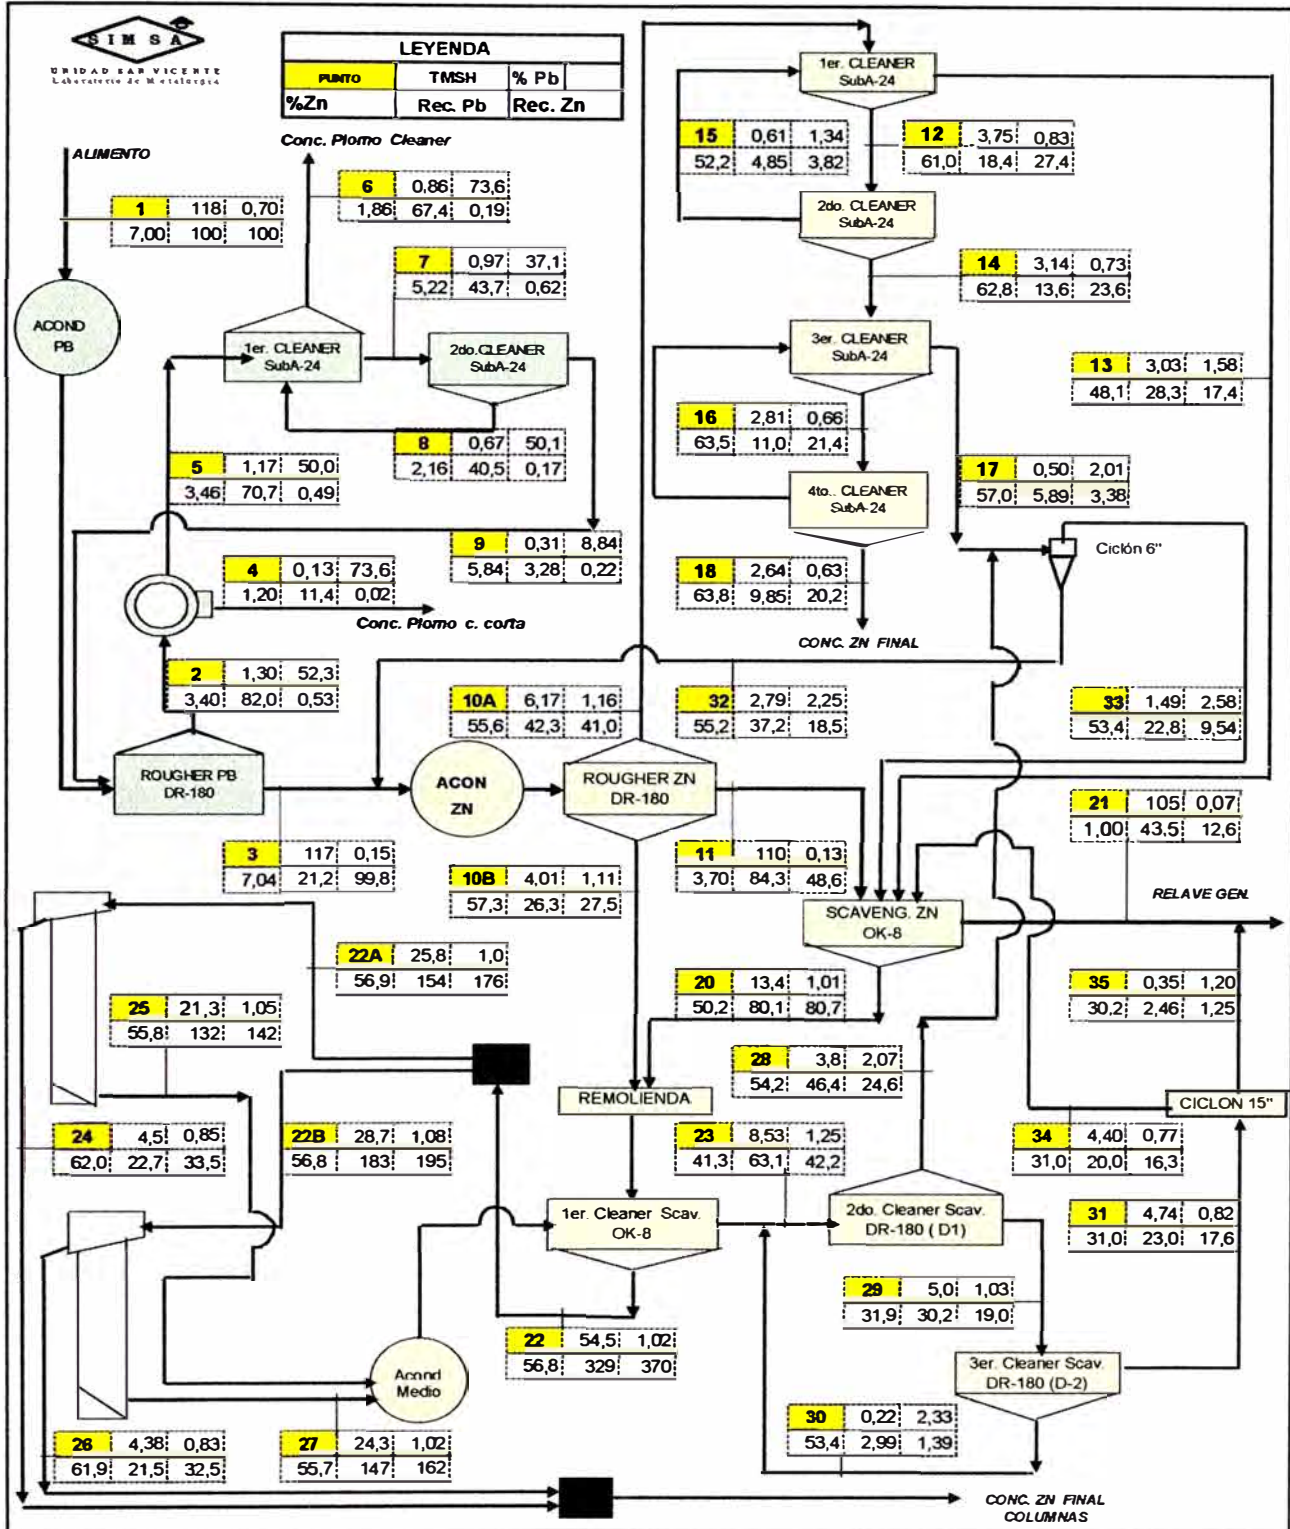 SIMSA
UNIDAD SAN VICENTE
Laboratorio de Metalurgia
LEYENDA
PUNTO TMSH % Pb
%Zn Rec. Pb Rec. Zn
ALIMENTO
Conc. Plomo Cleaner
1 118 0,70
7,00 100 100
6 0,86 73,6
1,86 67,4 0,19
7 0,97 37,1
5,22 43,7 0,62
ACOND
PB
1er. CLEANER
SubA-24
2do.CLEANER
SubA-24
8 0,67 50,1
2,16 40,5 0,17
5 1,17 50,0
3,46 70,7 0,49
9 0,31 8,84
5,84 3,28 0,22
4 0,13 73,6
1,20 11,4 0,02
Conc. Plomo c. corta
2 1,30 52,3
3,40 82,0 0,53
ROUGHER PB
DR-180
3 117 0,15
7,04 21,2 99,8
1er. CLEANER
SubA-24
15 0,61 1,34
52,2 4,85 3,82
12 3,75 0,83
61,0 18,4 27,4
2do. CLEANER
SubA-24
14 3,14 0,73
62,8 13,6 23,6
3er. CLEANER
SubA-24
13 3,03 1,58
48,1 28,3 17,4
16 2,81 0,66
63,5 11,0 21,4
17 0,50 2,01
57,0 5,89 3,38
4to.. CLEANER
SubA-24
Ciclón 6"
18 2,64 0,63
63,8 9,85 20,2
CONC. ZN FINAL
10A 6,17 1,16
55,6 42,3 41,0
32 2,79 2,25
55,2 37,2 18,5
33 1,49 2,58
53,4 22,8 9,54
ACON
ZN
ROUGHER ZN
DR-180
21 105 0,07
1,00 43,5 12,6
11 110 0,13
3,70 84,3 48,6
10B 4,01 1,11
57,3 26,3 27,5
RELAVE GEN.
SCAVENG. ZN
OK-8
22A 25,8 1,0
56,9 154 176
20 13,4 1,01
50,2 80,1 80,7
35 0,35 1,20
30,2 2,46 1,25
25 21,3 1,05
55,8 132 142
28 3,8 2,07
54,2 46,4 24,6
REMOLIENDA
CICLON 15"
24 4,5 0,85
62,0 22,7 33,5
22B 28,7 1,08
56,8 183 195
23 8,53 1,25
41,3 63,1 42,2
34 4,40 0,77
31,0 20,0 16,3
1er. Cleaner Scav.
OK-8
2do. Cleaner Scav.
DR-180 ( D1)
31 4,74 0,82
31,0 23,0 17,6
29 5,0 1,03
31,9 30,2 19,0
22 54,5 1,02
56,8 329 370
Acond
Medio
3er. Cleaner Scav.
DR-180 (D-2)
30 0,22 2,33
53,4 2,99 1,39
26 4,38 0,83
61,9 21,5 32,5
27 24,3 1,02
55,7 147 162
CONC. ZN FINAL
COLUMNAS